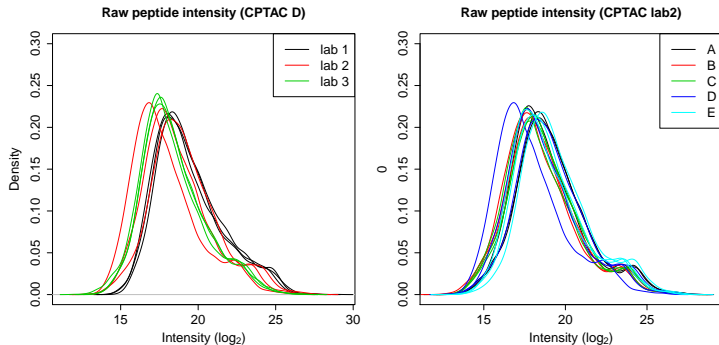 Raw peptide intensity (CPTAC D)
Density
0.30
0.25
0.20
0.15
0.10
0.05
0.00
lab 1
lab 2
lab 3
15 20 25 30
Intensity (log2)
Raw peptide intensity (CPTAC lab2)
0
0.30
0.25
0.20
0.15
0.10
0.05
0.00
A
B
C
D
E
15 20 25
Intensity (log2)